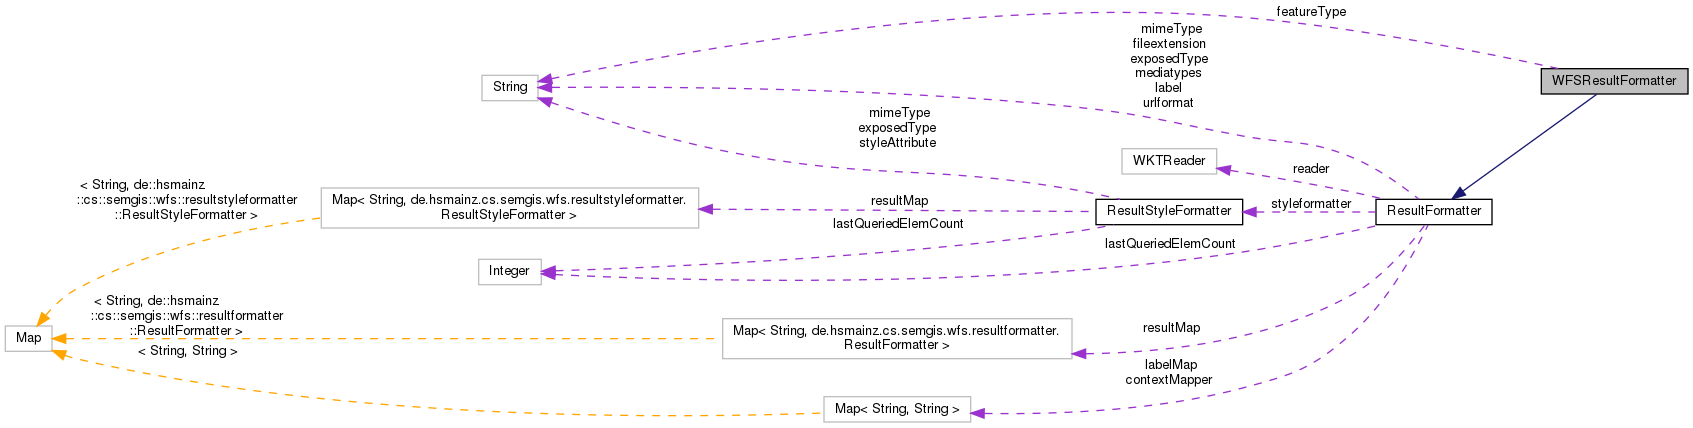 featureType
mimeType
fileextension
exposedType
mediatypes
label
urlformat
WFSResultFormatter
String
mimeType
exposedType
styleAttribute
WKTReader
reader
< String, de::hsmainz
::cs::semgis::wfs::resultstyleformatter
::ResultStyleFormatter >
Map< String, de.hsmainz.cs.semgis.wfs.resultstyleformatter.
ResultStyleFormatter >
resultMap
ResultStyleFormatter
styleformatter
ResultFormatter
lastQueriedElemCount
lastQueriedElemCount
Integer
< String, de::hsmainz
::cs::semgis::wfs::resultformatter
::ResultFormatter >
Map
< String, String >
Map< String, de.hsmainz.cs.semgis.wfs.resultformatter.
ResultFormatter >
resultMap
labelMap
contextMapper
Map< String, String >